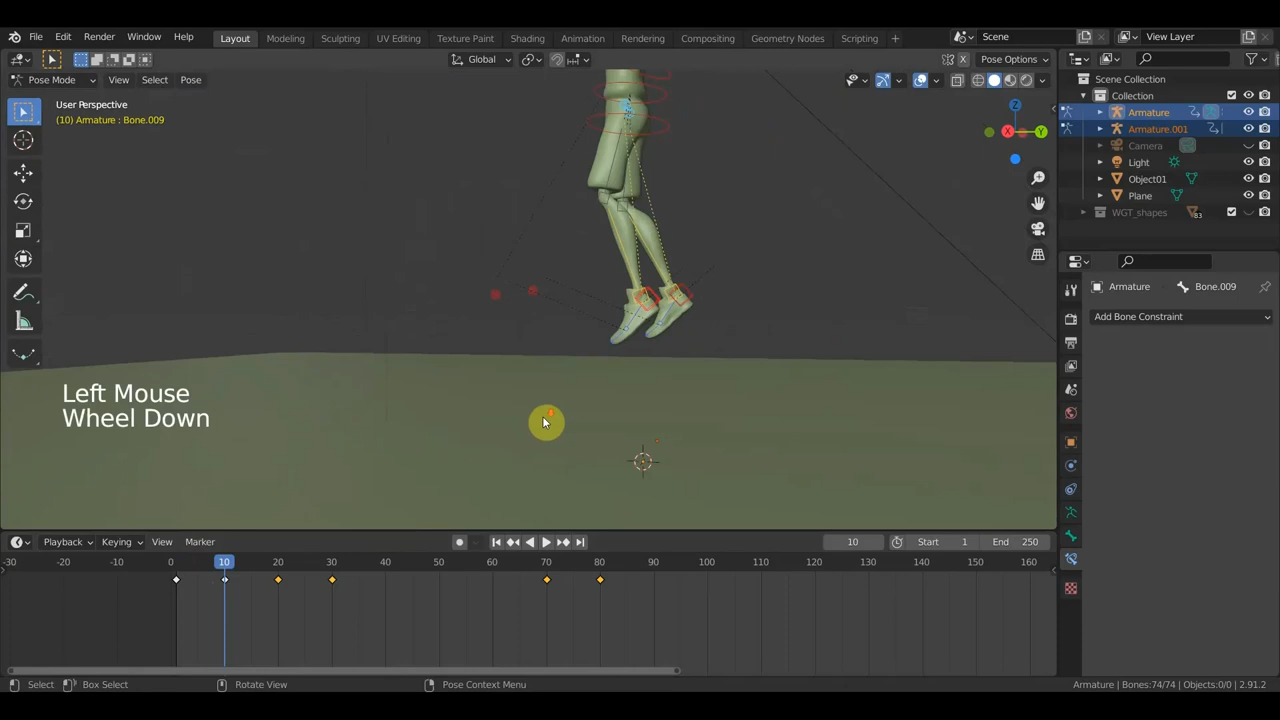 File Edit Render Window Help Layout Modeling Sculpting UV Editing Texture Paint Shading Animation Rendering Compositing Geometry Nodes Scripting + Scene View Layer
Global X Pose Options
Pose Mode View Select Pose
User Perspective
(10) Armature : Bone.009
Z
X Y
Left Mouse
Wheel Down
Scene Collection
Collection
Armature
Armature.001
Camera
Light
Object01
Plane
WGT_shapes 83
Armature Bone.009
Add Bone Constraint
Playback Keying View Marker 10 Start 1 End 250
-30 -20 -10 0 10 20 30 40 50 60 70 80 90 100 110 120 130 140 150 160
Select Box Select Rotate View Pose Context Menu Armature | Bones:74/74 | Objects:0/0 | 2.91.2